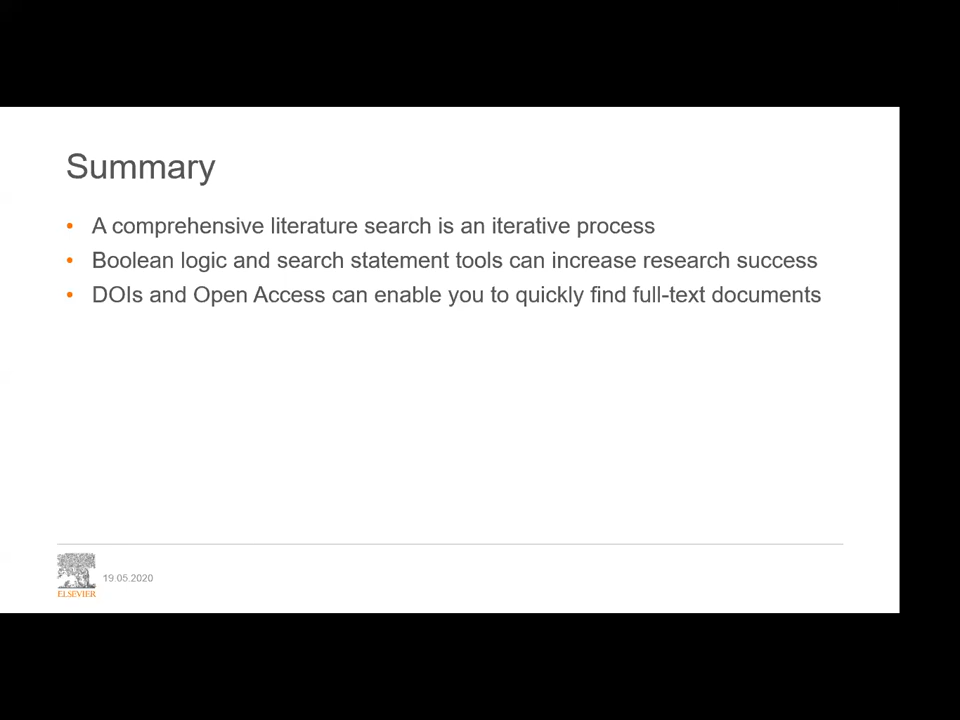 Summary
• A comprehensive literature search is an iterative process
• Boolean logic and search statement tools can increase research success
• DOIs and Open Access can enable you to quickly find full-text documents
ELSEVIER
19.05.2020